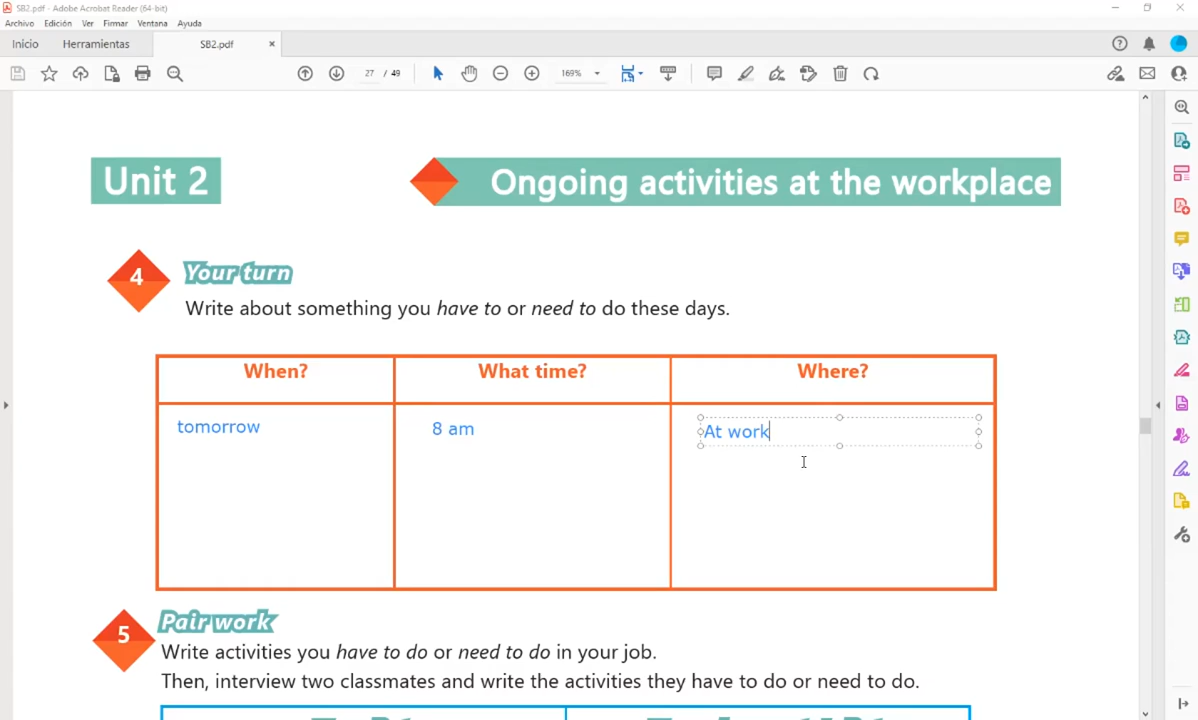 SB2.pdf - Adobe Acrobat Reader (64-bit)
Archivo Edición Ver Firmar Ventana Ayuda
Inicio Herramientas SB2.pdf ×
27 / 49 169%
Unit 2 Ongoing activities at the workplace
4 Your turn
Write about something you have to or need to do these days.
When? What time? Where?
tomorrow 8 am At work
5 Pair work
Write activities you have to do or need to do in your job.
Then, interview two classmates and write the activities they have to do or need to do.